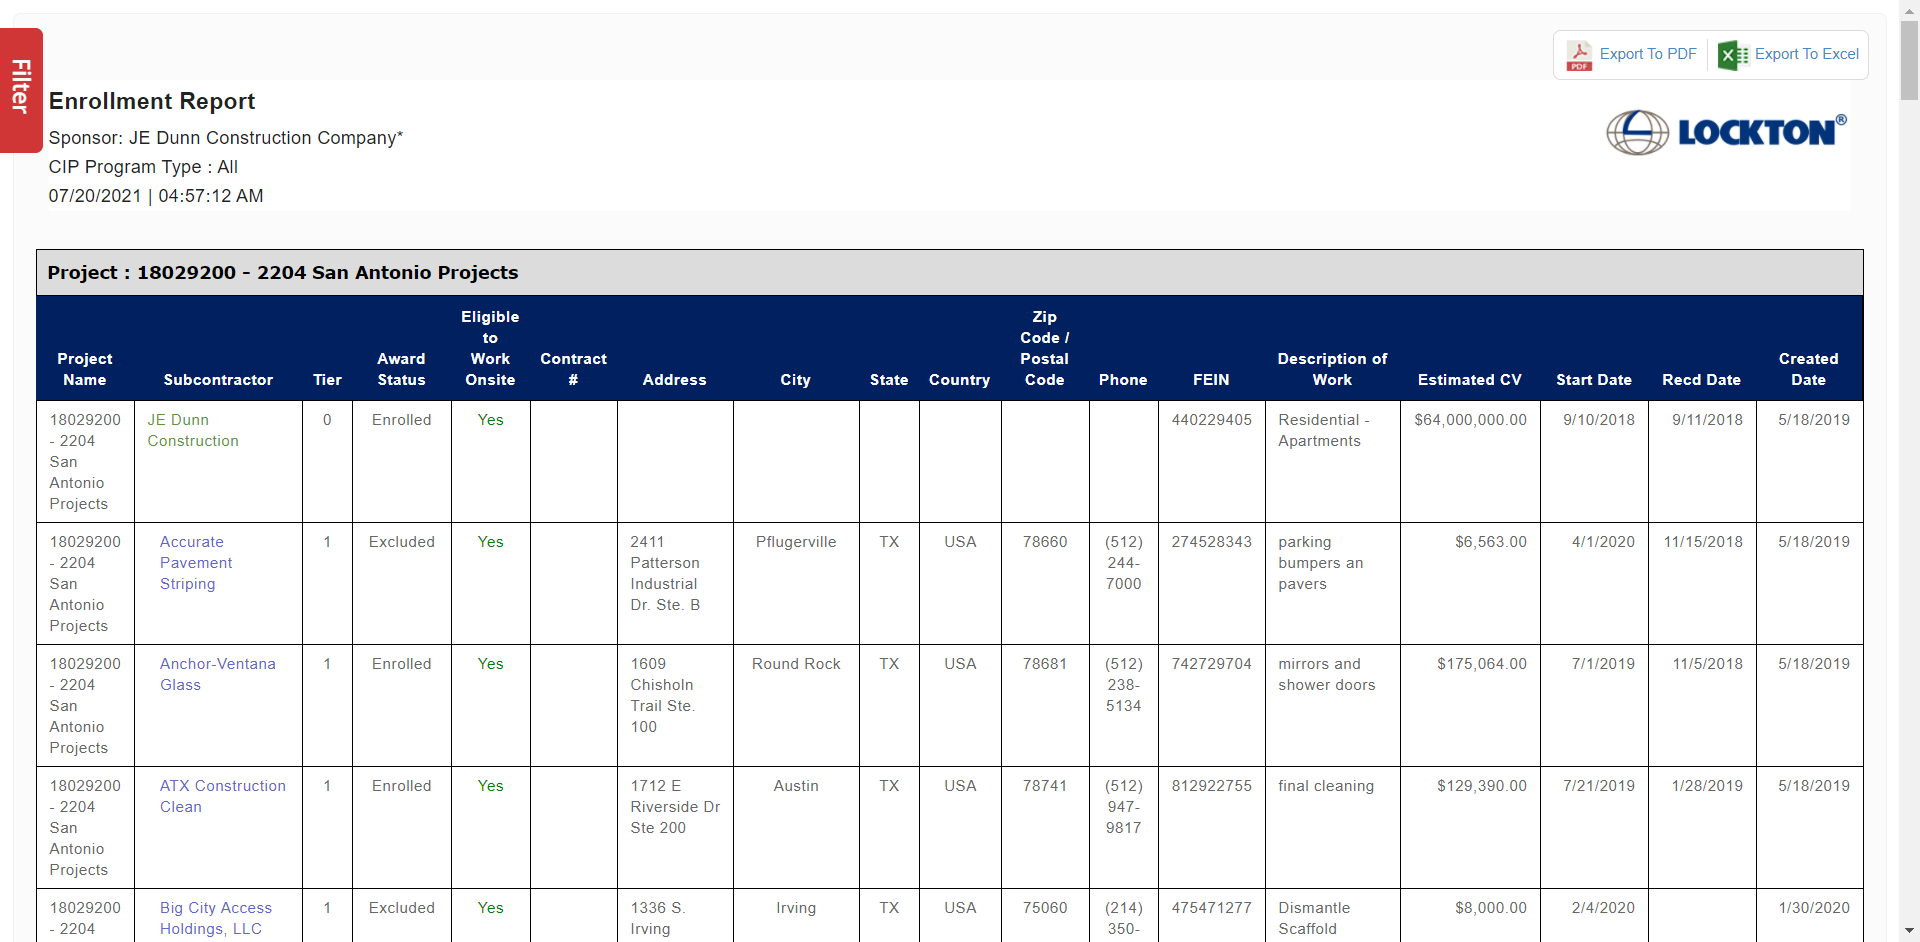 Filter
PDF
Export To PDF
Export To Excel
Enrollment Report
Sponsor: JE Dunn Construction Company*
CIP Program Type : All
07/20/2021 | 04:57:12 AM
LOCKTON®
Project : 18029200 - 2204 San Antonio Projects
Project
Name
Subcontractor
Tier
Award
Status
Eligible
to
Work
Onsite
Contract
#
Address
City
State
Country
Zip
Code /
Postal
Code
Phone
FEIN
Description of
Work
Estimated CV
Start Date
Recd Date
Created
Date
18029200
- 2204
San
Antonio
Projects
JE Dunn
Construction
0
Enrolled
Yes
440229405
Residential -
Apartments
$64,000,000.00
9/10/2018
9/11/2018
5/18/2019
18029200
- 2204
San
Antonio
Projects
Accurate
Pavement
Striping
1
Excluded
Yes
2411
Patterson
Industrial
Dr. Ste. B
Pflugerville
TX
USA
78660
(512)
244-
7000
274528343
parking
bumpers an
pavers
$6,563.00
4/1/2020
11/15/2018
5/18/2019
18029200
- 2204
San
Antonio
Projects
Anchor-Ventana
Glass
1
Enrolled
Yes
1609
Chisholn
Trail Ste.
100
Round Rock
TX
USA
78681
(512)
238-
5134
742729704
mirrors and
shower doors
$175,064.00
7/1/2019
11/5/2018
5/18/2019
18029200
- 2204
San
Antonio
Projects
ATX Construction
Clean
1
Enrolled
Yes
1712 E
Riverside Dr
Ste 200
Austin
TX
USA
78741
(512)
947-
9817
812922755
final cleaning
$129,390.00
7/21/2019
1/28/2019
5/18/2019
18029200
- 2204
Big City Access
Holdings, LLC
1
Excluded
Yes
1336 S.
Irving
Irving
TX
USA
75060
(214)
350-
475471277
Dismantle
Scaffold
$8,000.00
2/4/2020
1/30/2020